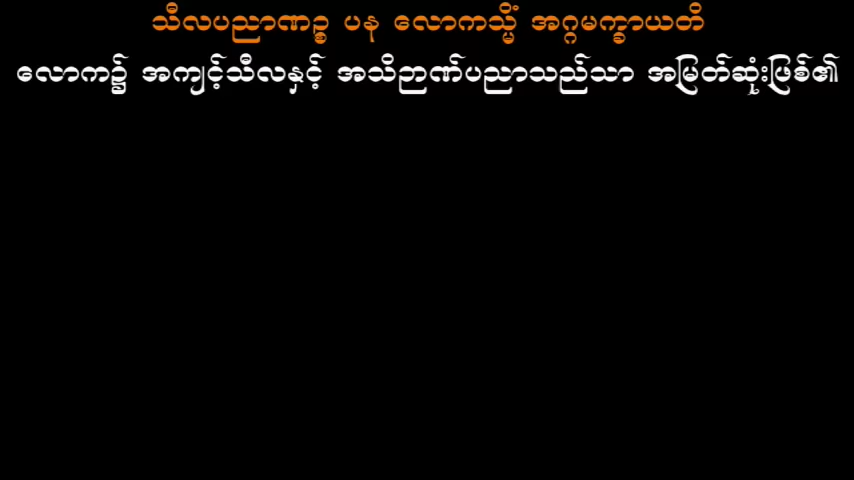 သီလပညာဏဉ္စ ပန လောကသ္မိံ အဂ္ဂမက္ခာယတိ
လောက၌ အကျင့်သီလနှင့် အသိဉာဏ်ပညာသည်သာ အမြတ်ဆုံးဖြစ်၏